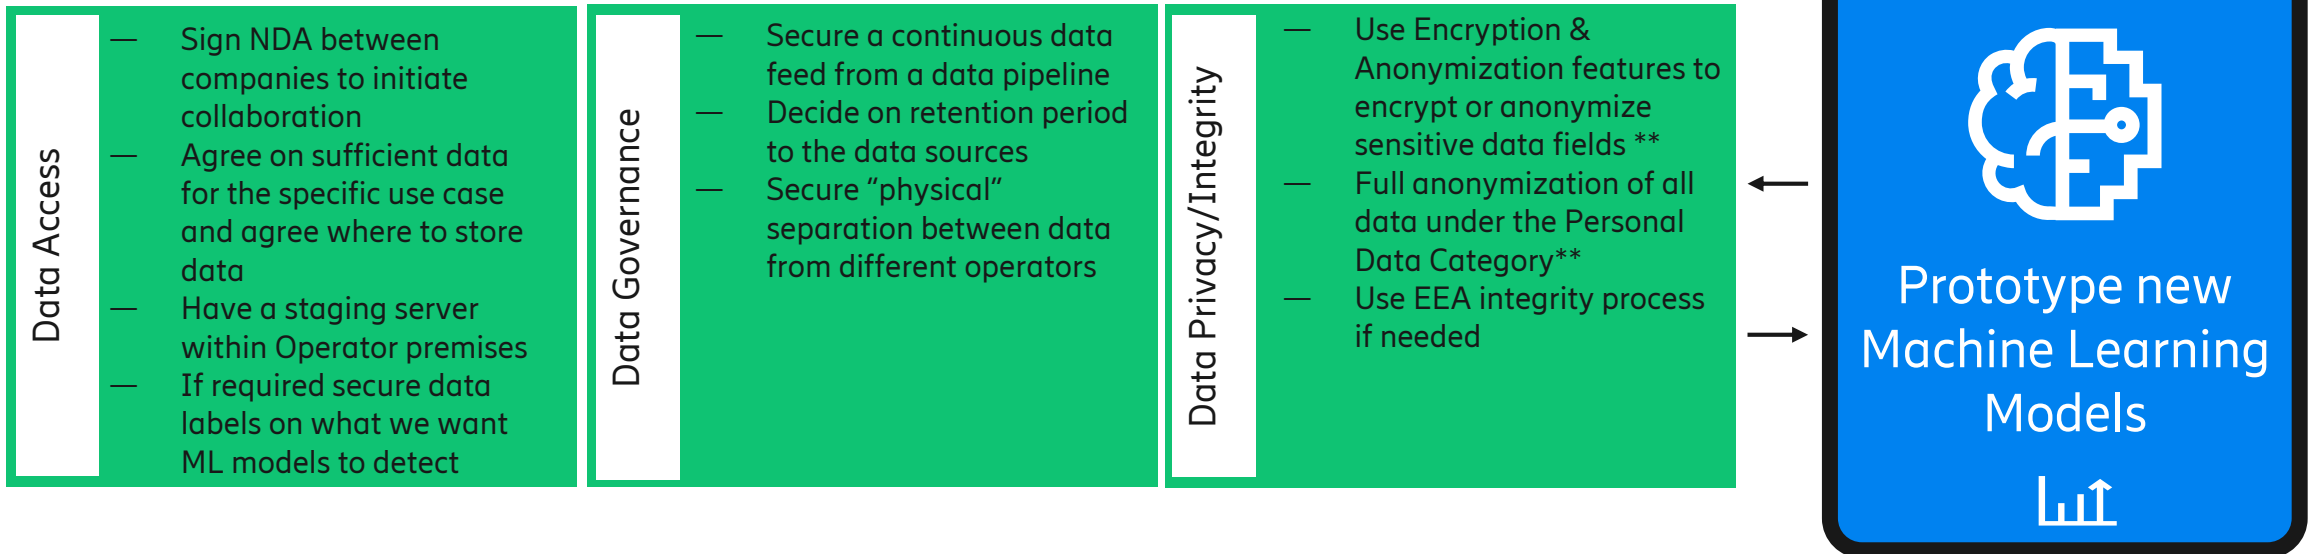 Data Access
— Sign NDA between
companies to initiate
collaboration
— Agree on sufficient data
for the specific use case
and agree where to store
data
— Have a staging server
within Operator premises
— If required secure data
labels on what we want
ML models to detect
Data Governance
— Secure a continuous data
feed from a data pipeline
— Decide on retention period
to the data sources
— Secure “physical”
separation between data
from different operators
Data Privacy/Integrity
— Use Encryption &
Anonymization features to
encrypt or anonymize
sensitive data fields **
— Full anonymization of all
data under the Personal
Data Category**
— Use EEA integrity process
if needed
Prototype new
Machine Learning
Models